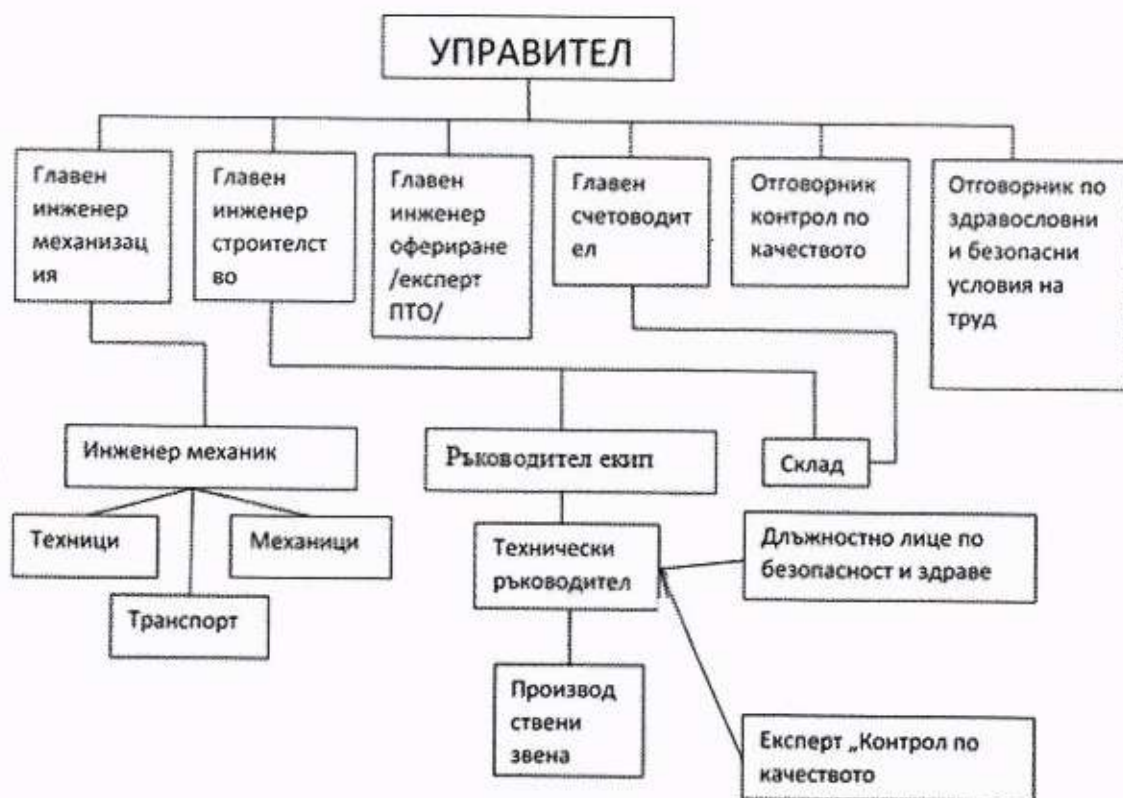 УПРАВИТЕЛ
Главен
инженер
механизац
ия
Главен
инженер
строителст
во
Главен
инженер
офериране
/експерт
ПТО/
Главен
счетоводит
ел
Отговорник
контрол по
качеството
Отговорник по
здравословни
и безопасни
условия на
труд
Инженер механик
Ръководител екип
Склад
Техници
Механици
Транспорт
Технически
ръководител
Длъжностно лице по
безопасност и здраве
Производ
ствени
звена
Експерт „Контрол по
качеството